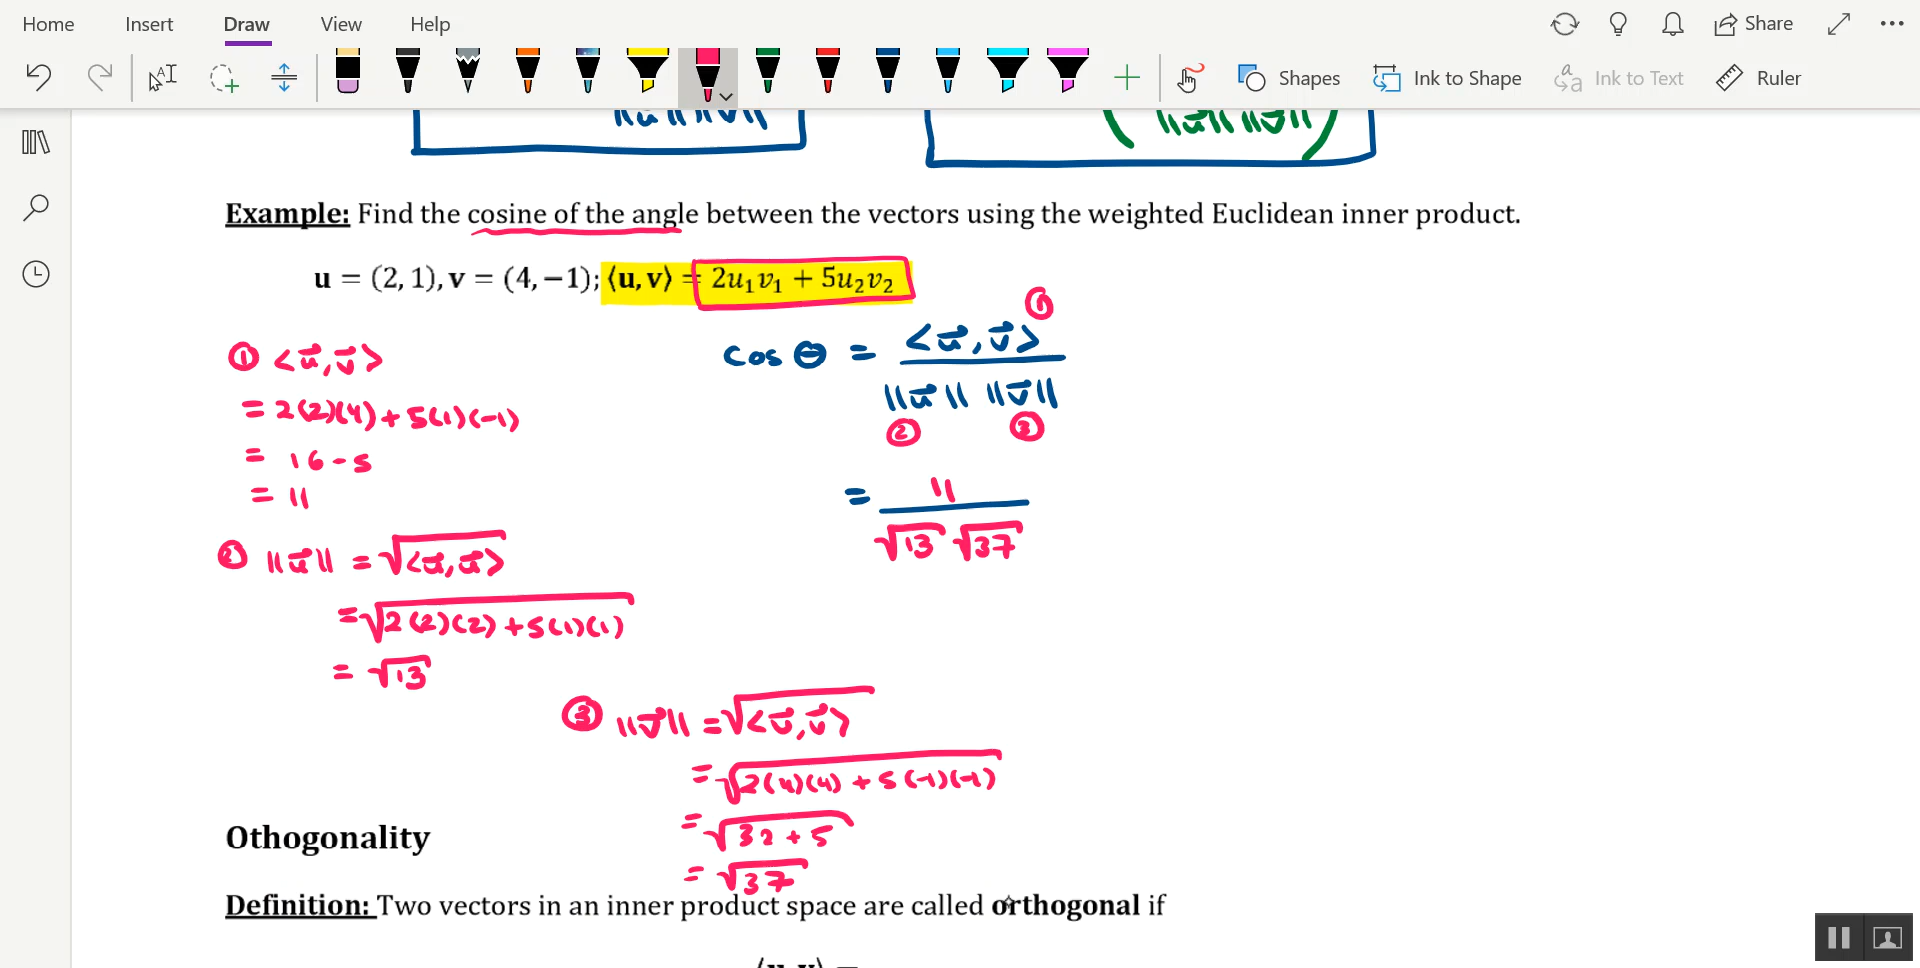 Home Insert Draw View Help Share
Shapes Ink to Shape Ink to Text Ruler
||u⃗|| ||v⃗|| (||u⃗|| ||v⃗||)
Example: Find the cosine of the angle between the vectors using the weighted Euclidean inner product.
u = (2, 1), v = (4, −1); ⟨u, v⟩ = 2u₁v₁ + 5u₂v₂
① <u⃗, v⃗>
= 2(2)(4) + 5(1)(-1)
= 16 - 5
= 11
② ||u⃗|| = √<u⃗, u⃗>
= √2(2)(2) + 5(1)(1)
= √13
③ ||v⃗|| = √<v⃗, v⃗>
= √2(4)(4) + 5(-1)(-1)
= √32 + 5
= √37
cos θ = <u⃗, v⃗> ① / ||u⃗|| ② ||v⃗|| ③
= 11 / √13 √37
Othogonality
Definition: Two vectors in an inner product space are called orthogonal if
⟨u, v⟩ =